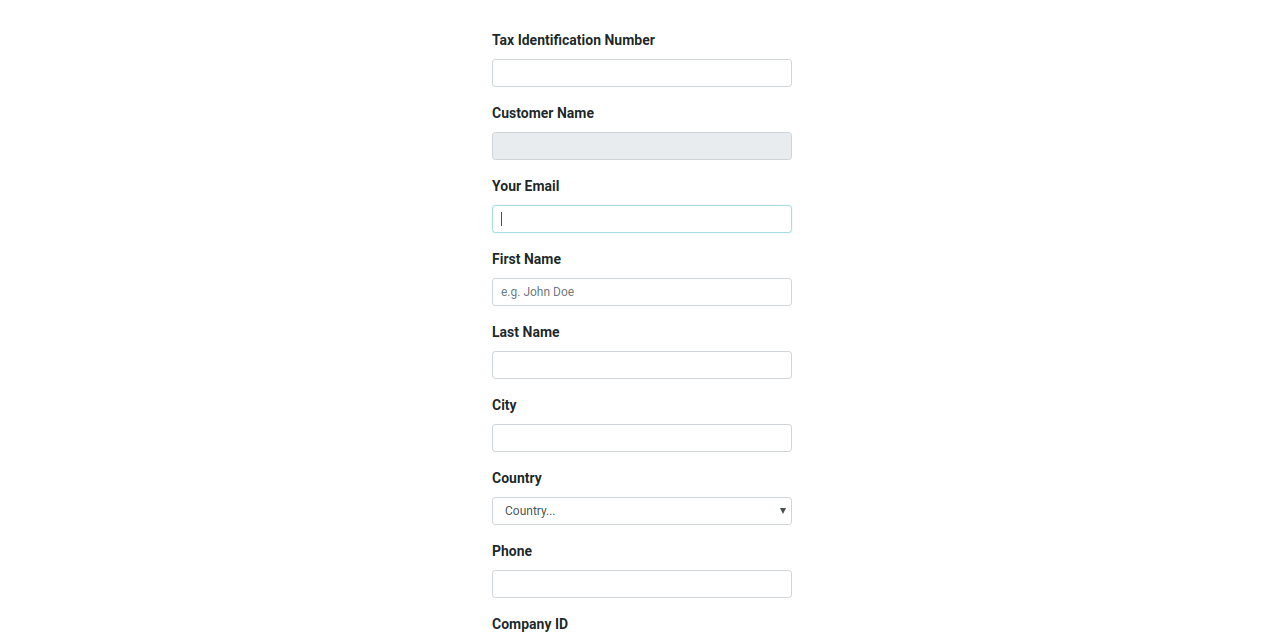 Tax Identification Number
Customer Name
Your Email
First Name
e.g. John Doe
Last Name
City
Country
Country...
Phone
Company ID